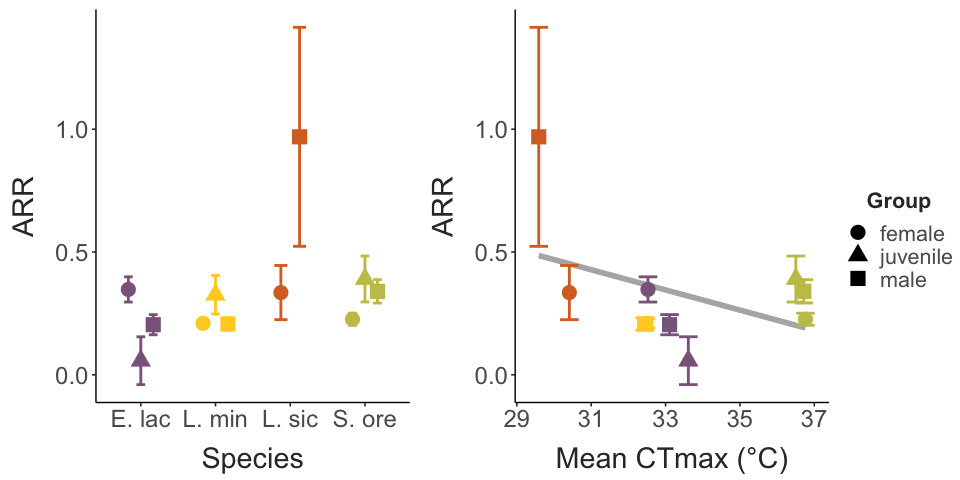 ARR
1.0
0.5
0.0
E. lac L. min L. sic S. ore
Species
ARR
1.0
0.5
0.0
29 31 33 35 37
Mean CTmax (°C)
Group
female
juvenile
male